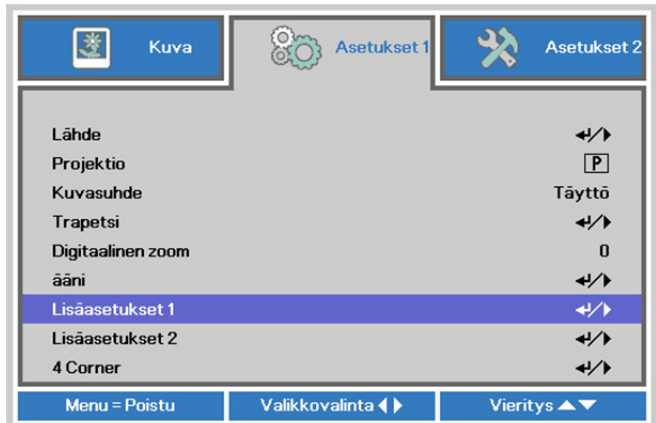 Kuva Asetukset 1 Asetukset 2
Lähde
Projektio P
Kuvasuhde Täyttö
Trapetsi
Digitaalinen zoom 0
ääni
Lisäasetukset 1
Lisäasetukset 2
4 Corner
Menu = Poistu Valikkovalinta Vieritys